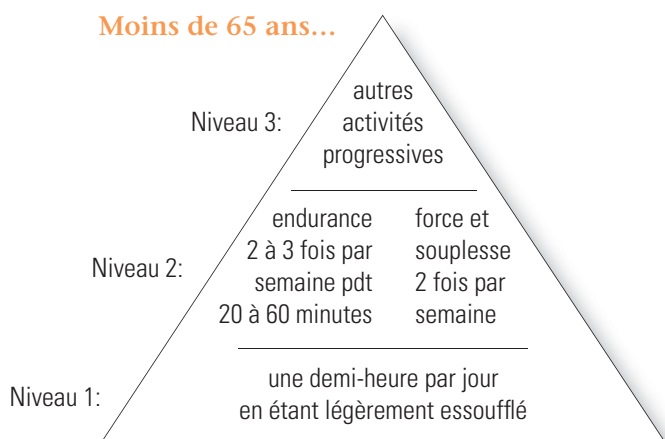 Moins de 65 ans...
Niveau 3:
autres
activités
progressives
Niveau 2:
endurance
2 à 3 fois par
semaine pdt
20 à 60 minutes
force et
souplesse
2 fois par
semaine
Niveau 1:
une demi-heure par jour
en étant légèrement essoufflé